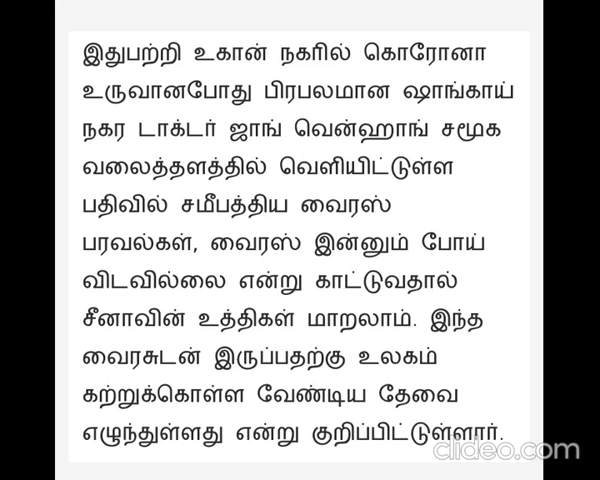 இதுபற்றி உகான் நகரில் கொரோனா
உருவானபோது பிரபலமான ஷாங்காய்
நகர டாக்டர் ஜாங் வென்ஹாங் சமூக
வலைத்தளத்தில் வெளியிட்டுள்ள
பதிவில் சமீபத்திய வைரஸ்
பரவல்கள், வைரஸ் இன்னும் போய்
விடவில்லை என்று காட்டுவதால்
சீனாவின் உத்திகள் மாறலாம். இந்த
வைரசுடன் இருப்பதற்கு உலகம்
கற்றுக்கொள்ள வேண்டிய தேவை
எழுந்துள்ளது என்று குறிப்பிட்டுள்ளார்.
clideo.com